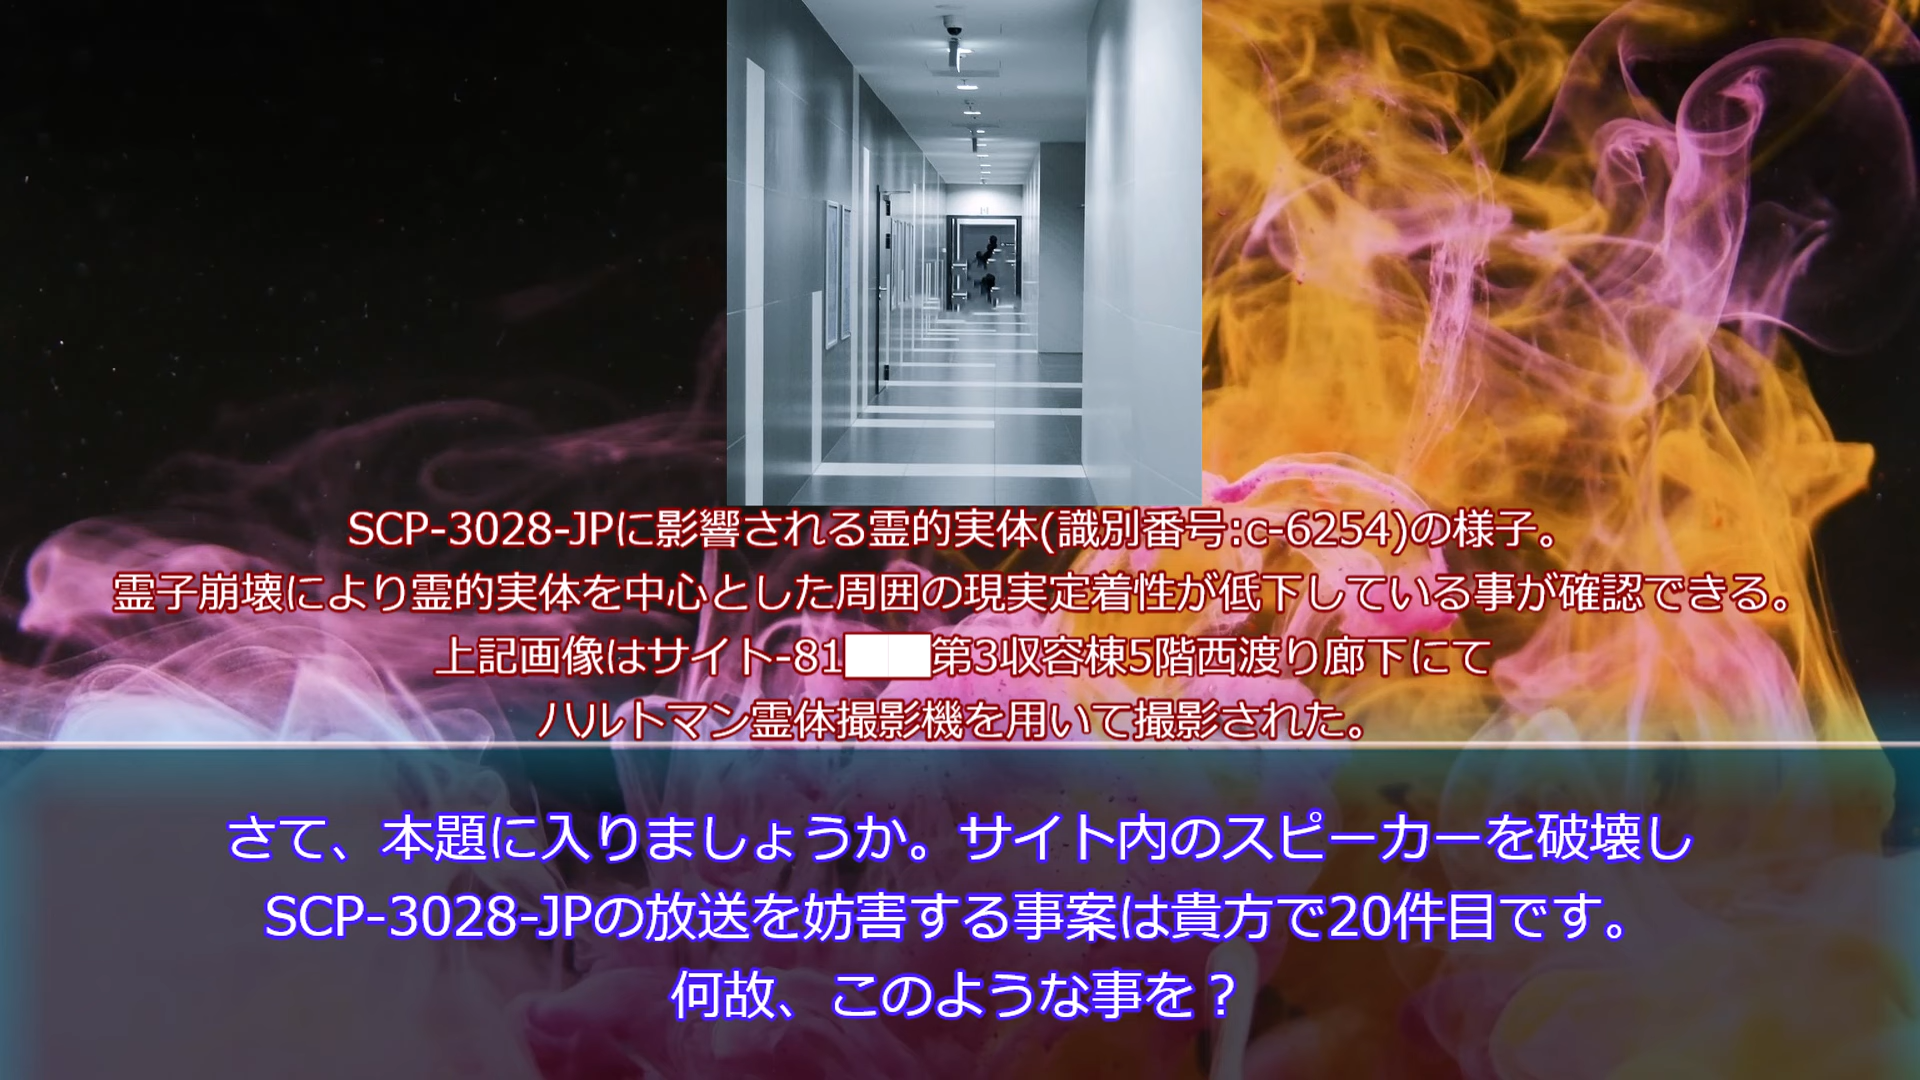 SCP-3028-JPに影響される霊的実体(識別番号:c-6254)の様子。
霊子崩壊により霊的実体を中心とした周囲の現実定着性が低下している事が確認できる。
上記画像はサイト-81██第3収容棟5階西渡り廊下にて
ハルトマン霊体撮影機を用いて撮影された。
さて、本題に入りましょうか。サイト内のスピーカーを破壊し
SCP-3028-JPの放送を妨害する事案は貴方で20件目です。
何故、このような事を？